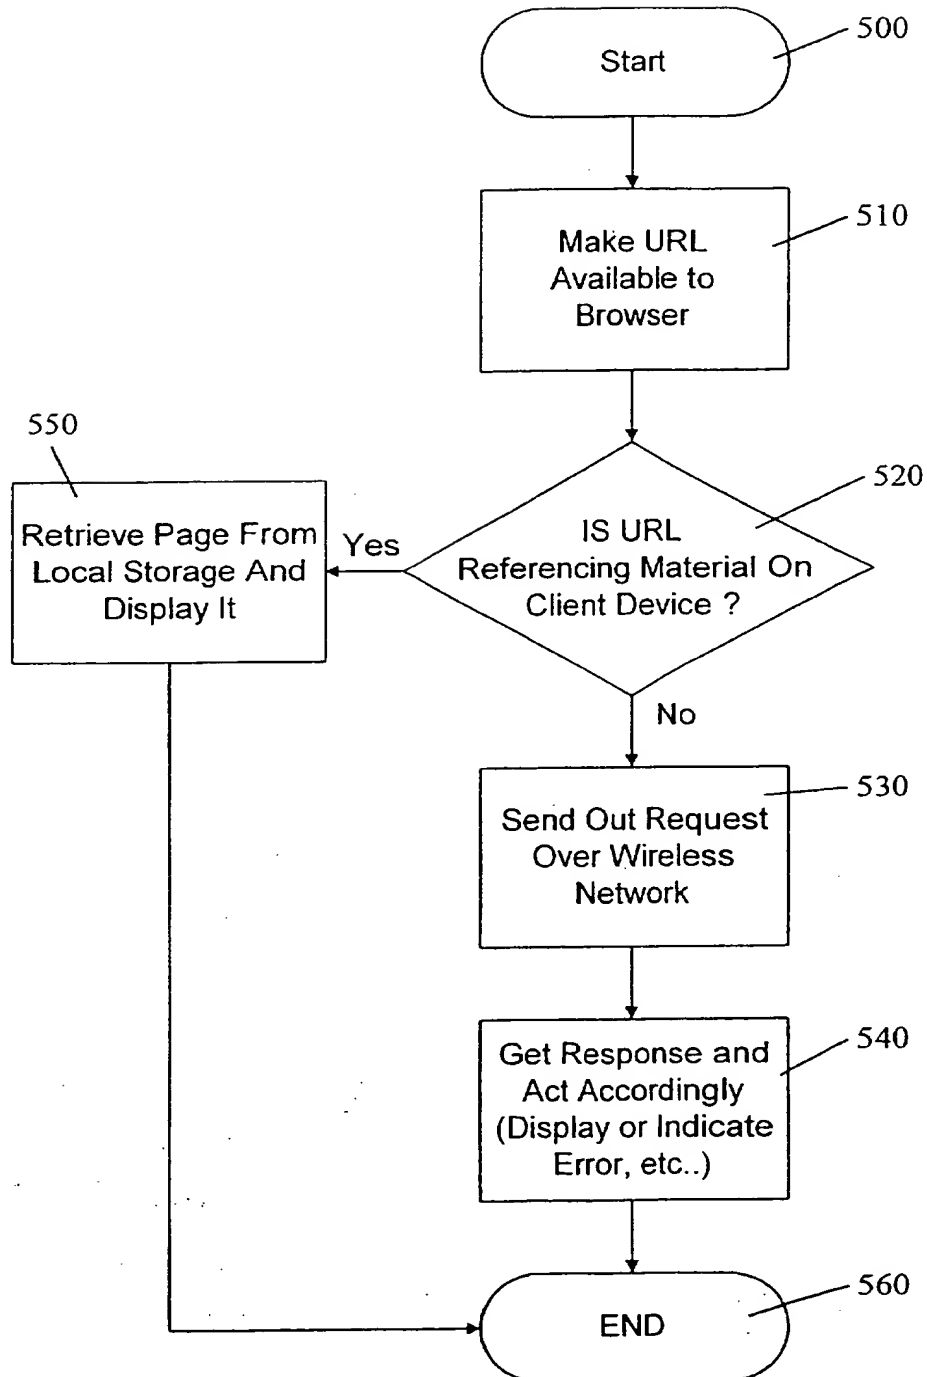 500
Start
510
Make URL
Available to
Browser
550
520
Retrieve Page From
Local Storage And
Display It
Yes
IS URL
Referencing Material On
Client Device ?
No
530
Send Out Request
Over Wireless
Network
540
Get Response and
Act Accordingly
(Display or Indicate
Error, etc..)
560
END